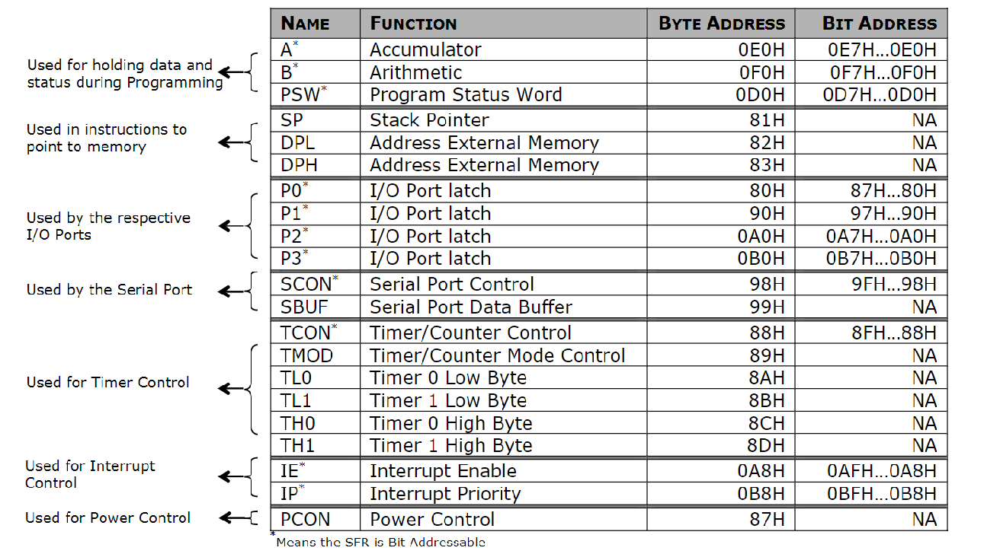 NAME FUNCTION BYTE ADDRESS BIT ADDRESS
A* Accumulator 0E0H 0E7H...0E0H
Used for holding data and
status during Programming
B* Arithmetic 0F0H 0F7H...0F0H
PSW* Program Status Word 0D0H 0D7H...0D0H
SP Stack Pointer 81H NA
Used in instructions to
point to memory
DPL Address External Memory 82H NA
DPH Address External Memory 83H NA
P0* I/O Port latch 80H 87H...80H
P1* I/O Port latch 90H 97H...90H
Used by the respective
I/O Ports
P2* I/O Port latch 0A0H 0A7H...0A0H
P3* I/O Port latch 0B0H 0B7H...0B0H
Used by the Serial Port
SCON* Serial Port Control 98H 9FH...98H
SBUF Serial Port Data Buffer 99H NA
TCON* Timer/Counter Control 88H 8FH...88H
TMOD Timer/Counter Mode Control 89H NA
Used for Timer Control
TL0 Timer 0 Low Byte 8AH NA
TL1 Timer 1 Low Byte 8BH NA
TH0 Timer 0 High Byte 8CH NA
TH1 Timer 1 High Byte 8DH NA
Used for Interrupt
Control
IE* Interrupt Enable 0A8H 0AFH...0A8H
IP* Interrupt Priority 0B8H 0BFH...0B8H
Used for Power Control
PCON Power Control 87H NA
*Means the SFR is Bit Addressable